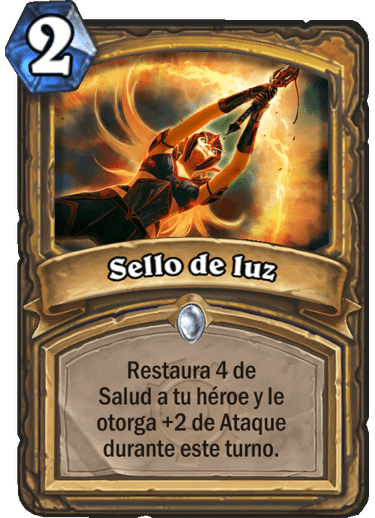 2
Sello de luz
Restaura 4 de
Salud a tu héroe y le
otorga +2 de Ataque
durante este turno.